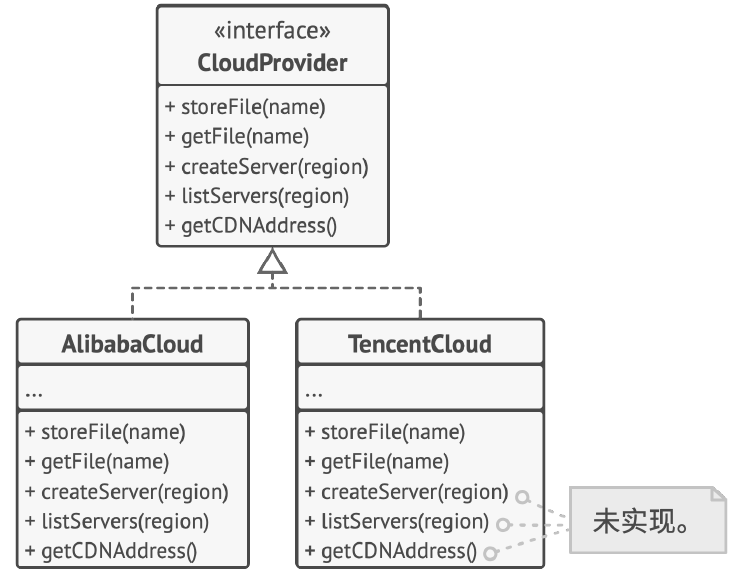 «interface»
CloudProvider
+ storeFile(name)
+ getFile(name)
+ createServer(region)
+ listServers(region)
+ getCDNAddress()
AlibabaCloud
...
+ storeFile(name)
+ getFile(name)
+ createServer(region)
+ listServers(region)
+ getCDNAddress()
TencentCloud
...
+ storeFile(name)
+ getFile(name)
+ createServer(region)
+ listServers(region)
+ getCDNAddress()
未实现。